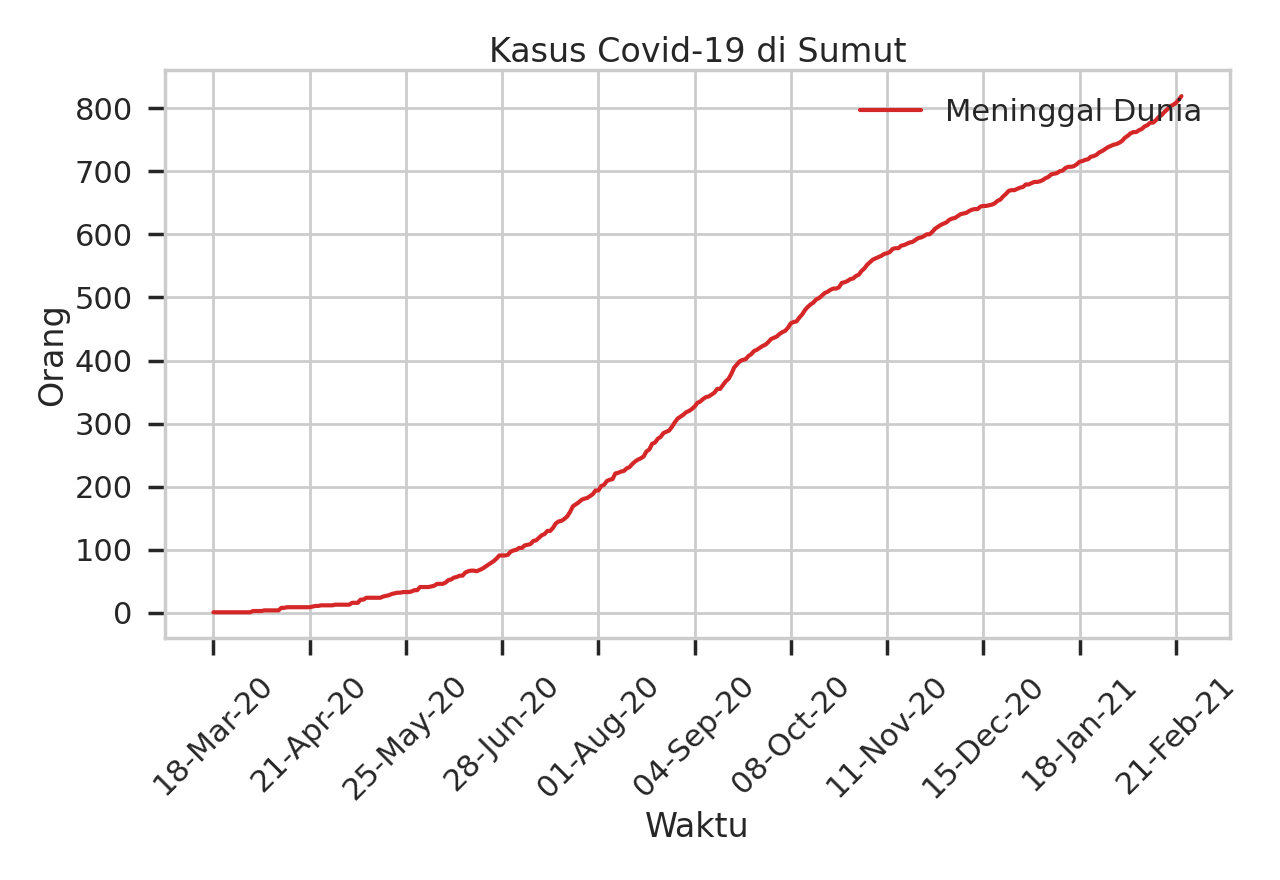 Kasus Covid-19 di Sumut
Meninggal Dunia
Orang
800
700
600
500
400
300
200
100
0
18-Mar-20
21-Apr-20
25-May-20
28-Jun-20
01-Aug-20
04-Sep-20
08-Oct-20
11-Nov-20
15-Dec-20
18-Jan-21
21-Feb-21
Waktu